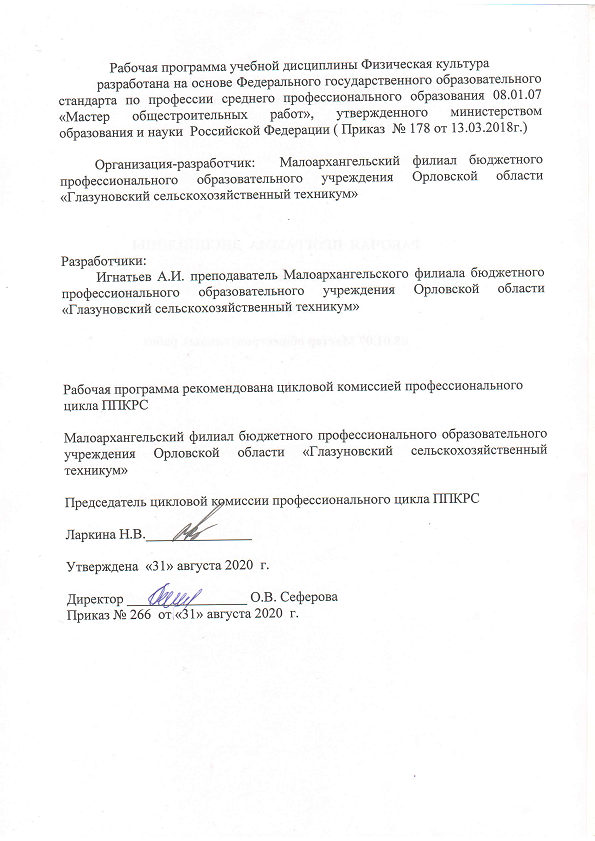 Рабочая программа учебной дисциплины Физическая культура
разработана на основе Федерального государственного образовательного
стандарта по профессии среднего профессионального образования 08.01.07
«Мастер общестроительных работ», утвержденного министерством
образования и науки Российской Федерации ( Приказ № 178 от 13.03.2018г.)
Организация-разработчик: Малоархангельский филиал бюджетного
профессионального образовательного учреждения Орловской области
«Глазуновский сельскохозяйственный техникум»
Разработчики:
Игнатьев А.И. преподаватель Малоархангельского филиала бюджетного
профессионального образовательного учреждения Орловской области
«Глазуновский сельскохозяйственный техникум»
Рабочая программа рекомендована цикловой комиссией профессионального
цикла ППКРС
Малоархангельский филиал бюджетного профессионального образовательного
учреждения Орловской области «Глазуновский сельскохозяйственный
техникум»
Председатель цикловой комиссии профессионального цикла ППКРС
Ларкина Н.В.
Утверждена «31» августа 2020 г.
Директор О.В. Сеферова
Приказ № 266 от «31» августа 2020 г.